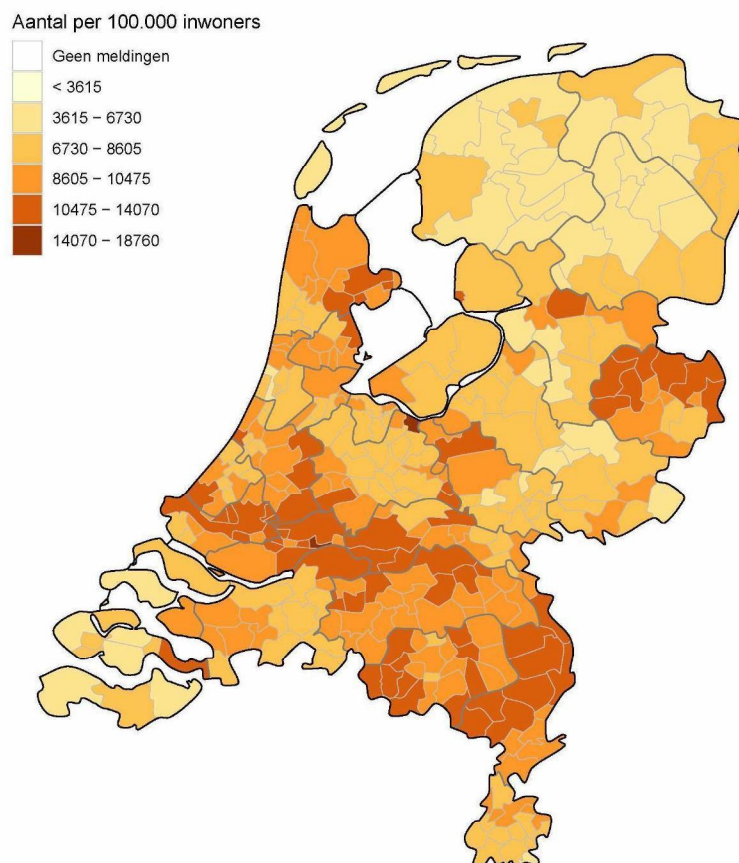 Aantal per 100.000 inwoners
Geen meldingen
< 3615
3615 – 6730
6730 – 8605
8605 – 10475
10475 – 14070
14070 – 18760